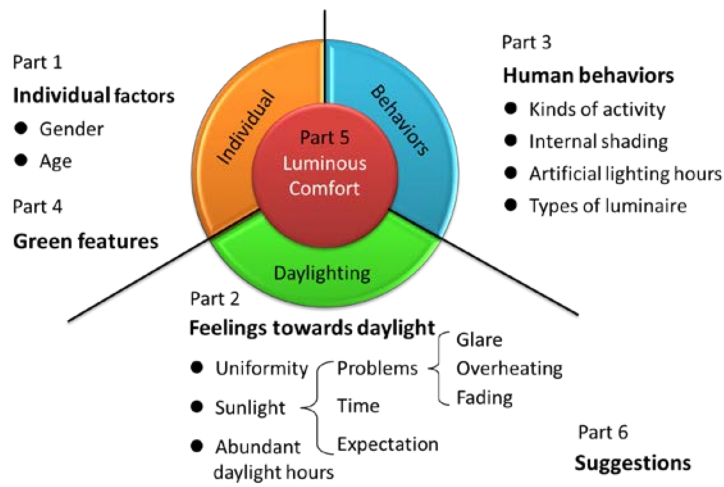 Part 1
Individual factors
● Gender
● Age
Part 4
Green features
Individual
Behaviors
Part 5
Luminous
Comfort
Daylighting
Part 3
Human behaviors
● Kinds of activity
● Internal shading
● Artificial lighting hours
● Types of luminaire
Part 2
Feelings towards daylight
● Uniformity
● Sunlight
● Abundant
daylight hours
Problems
Time
Expectation
Glare
Overheating
Fading
Part 6
Suggestions